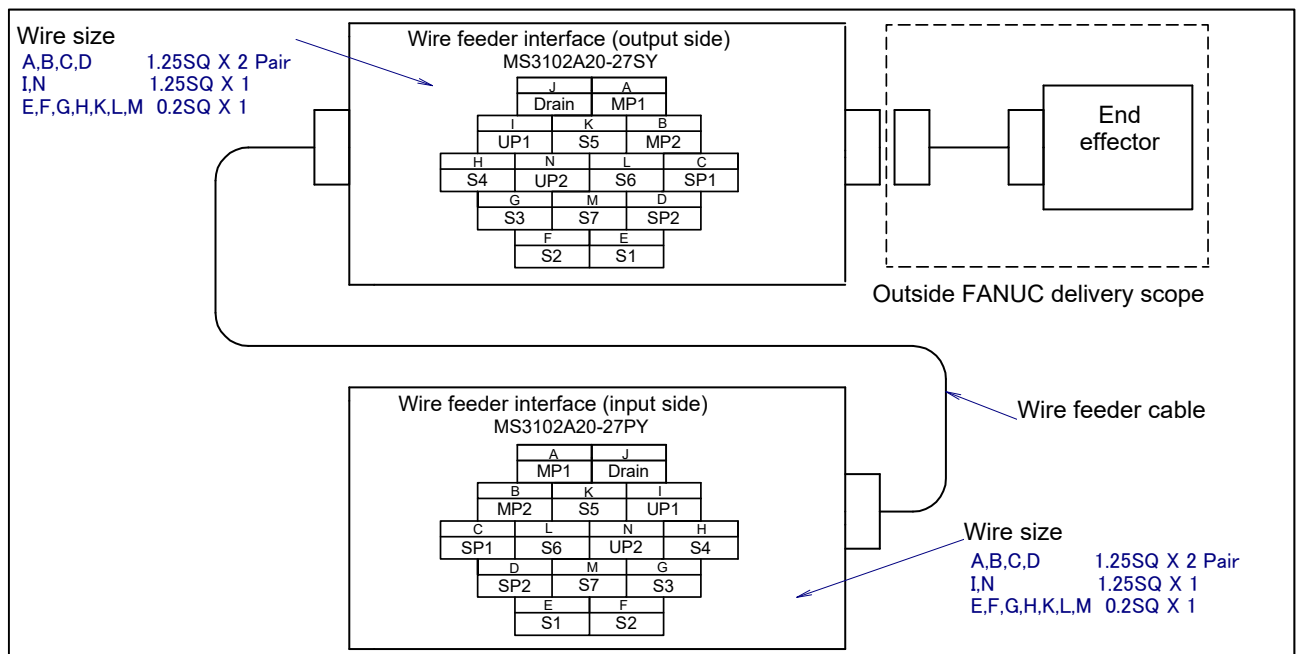 Wire size
A,B,C,D 1.25SQ X 2 Pair
I,N 1.25SQ X 1
E,F,G,H,K,L,M 0.2SQ X 1
Wire feeder interface (output side)
MS3102A20-27SY
J A
Drain MP1
I K B
UP1 S5 MP2
H N L C
S4 UP2 S6 SP1
G M D
S3 S7 SP2
F E
S2 S1
End
effector
Outside FANUC delivery scope
Wire feeder interface (input side)
MS3102A20-27PY
A J
MP1 Drain
B K I
MP2 S5 UP1
C L N H
SP1 S6 UP2 S4
D M G
SP2 S7 S3
E F
S1 S2
Wire feeder cable
Wire size
A,B,C,D 1.25SQ X 2 Pair
I,N 1.25SQ X 1
E,F,G,H,K,L,M 0.2SQ X 1